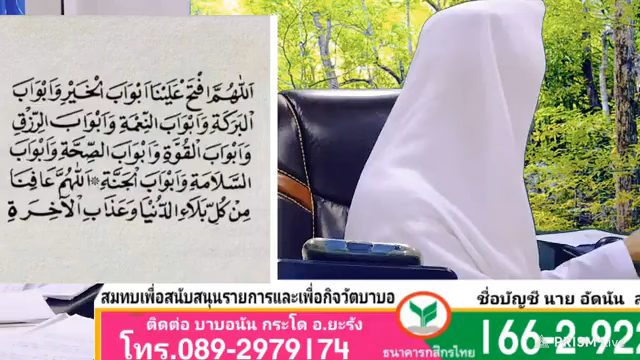 اَللّٰهُمَّ افْتَحْ عَلَيْنَا اَبْوَابَ الْخَيْرِ وَاَبْوَابَ
الْبَرَكَةِ وَاَبْوَابَ النِّعْمَةِ وَاَبْوَابَ الرِّزْقِ
وَاَبْوَابَ الْقُوَّةِ وَاَبْوَابَ الصِّحَّةِ وَاَبْوَابَ
السَّلَامَةِ وَاَبْوَابَ الْجَنَّةِ * اَللّٰهُمَّ عَافِنَا
مِنْ كُلِّ بَلَاءِ الدُّنْيَا وَعَذَابِ الْاٰخِرَةِ
สมทบเพื่อสนับสนุนรายการและเพื่อกิจวัตบาบอ
ชื่อบัญชี นาย อัดนัน
ติดต่อ บาบอนัน กระโด อ.ยะรัง
โทร.089-2979174
ธนาคารกสิกรไทย
166-2-92
PRISM Live